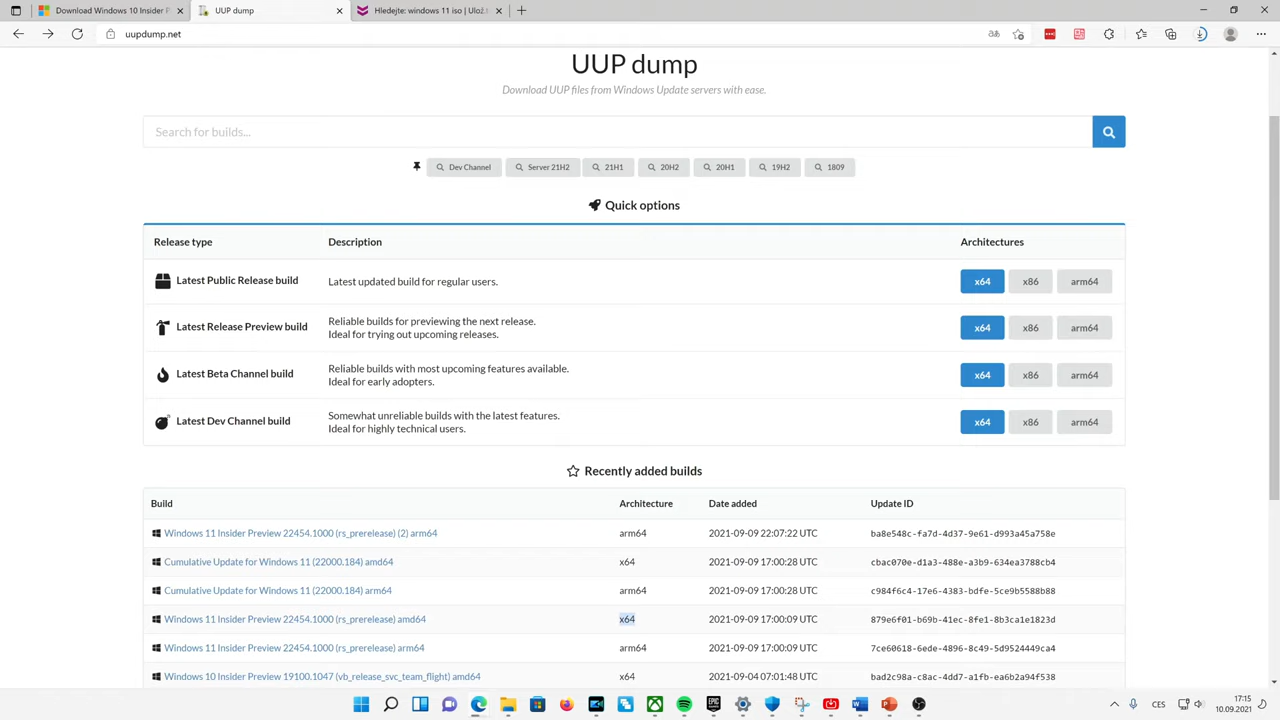 Download Windows 10 Insider P
UUP dump
Hledejte: windows 11 iso | Ulož.t
uupdump.net
UUP dump
Download UUP files from Windows Update servers with ease.
Search for builds...
Dev Channel
Server 21H2
21H1
20H2
20H1
19H2
1809
Quick options
Release type
Description
Architectures
Latest Public Release build
Latest updated build for regular users.
x64
x86
arm64
Latest Release Preview build
Reliable builds for previewing the next release.
Ideal for trying out upcoming releases.
x64
x86
arm64
Latest Beta Channel build
Reliable builds with most upcoming features available.
Ideal for early adopters.
x64
x86
arm64
Latest Dev Channel build
Somewhat unreliable builds with the latest features.
Ideal for highly technical users.
x64
x86
arm64
Recently added builds
Build
Architecture
Date added
Update ID
Windows 11 Insider Preview 22454.1000 (rs_prerelease) (2) arm64
arm64
2021-09-09 22:07:22 UTC
ba8e548c-fa7d-4d37-9e61-d993a45a758e
Cumulative Update for Windows 11 (22000.184) amd64
x64
2021-09-09 17:00:28 UTC
cbac070e-d1a3-488e-a3b9-634ea3788cb4
Cumulative Update for Windows 11 (22000.184) arm64
arm64
2021-09-09 17:00:28 UTC
c984f6c4-17e6-4383-bdfe-5ce9b5588b88
Windows 11 Insider Preview 22454.1000 (rs_prerelease) amd64
x64
2021-09-09 17:00:09 UTC
879e6f01-b69b-41ec-8fe1-8b3ca1e1823d
Windows 11 Insider Preview 22454.1000 (rs_prerelease) arm64
arm64
2021-09-09 17:00:09 UTC
7ce60618-6ede-4896-8c49-5d9524449ca4
Windows 10 Insider Preview 19100.1047 (vb_release_svc_team_flight) amd64
x64
2021-09-04 07:01:48 UTC
bad2c98a-c8ac-4dd7-a1fb-ea6b2a94f538
CES
17:15
10.09.2021